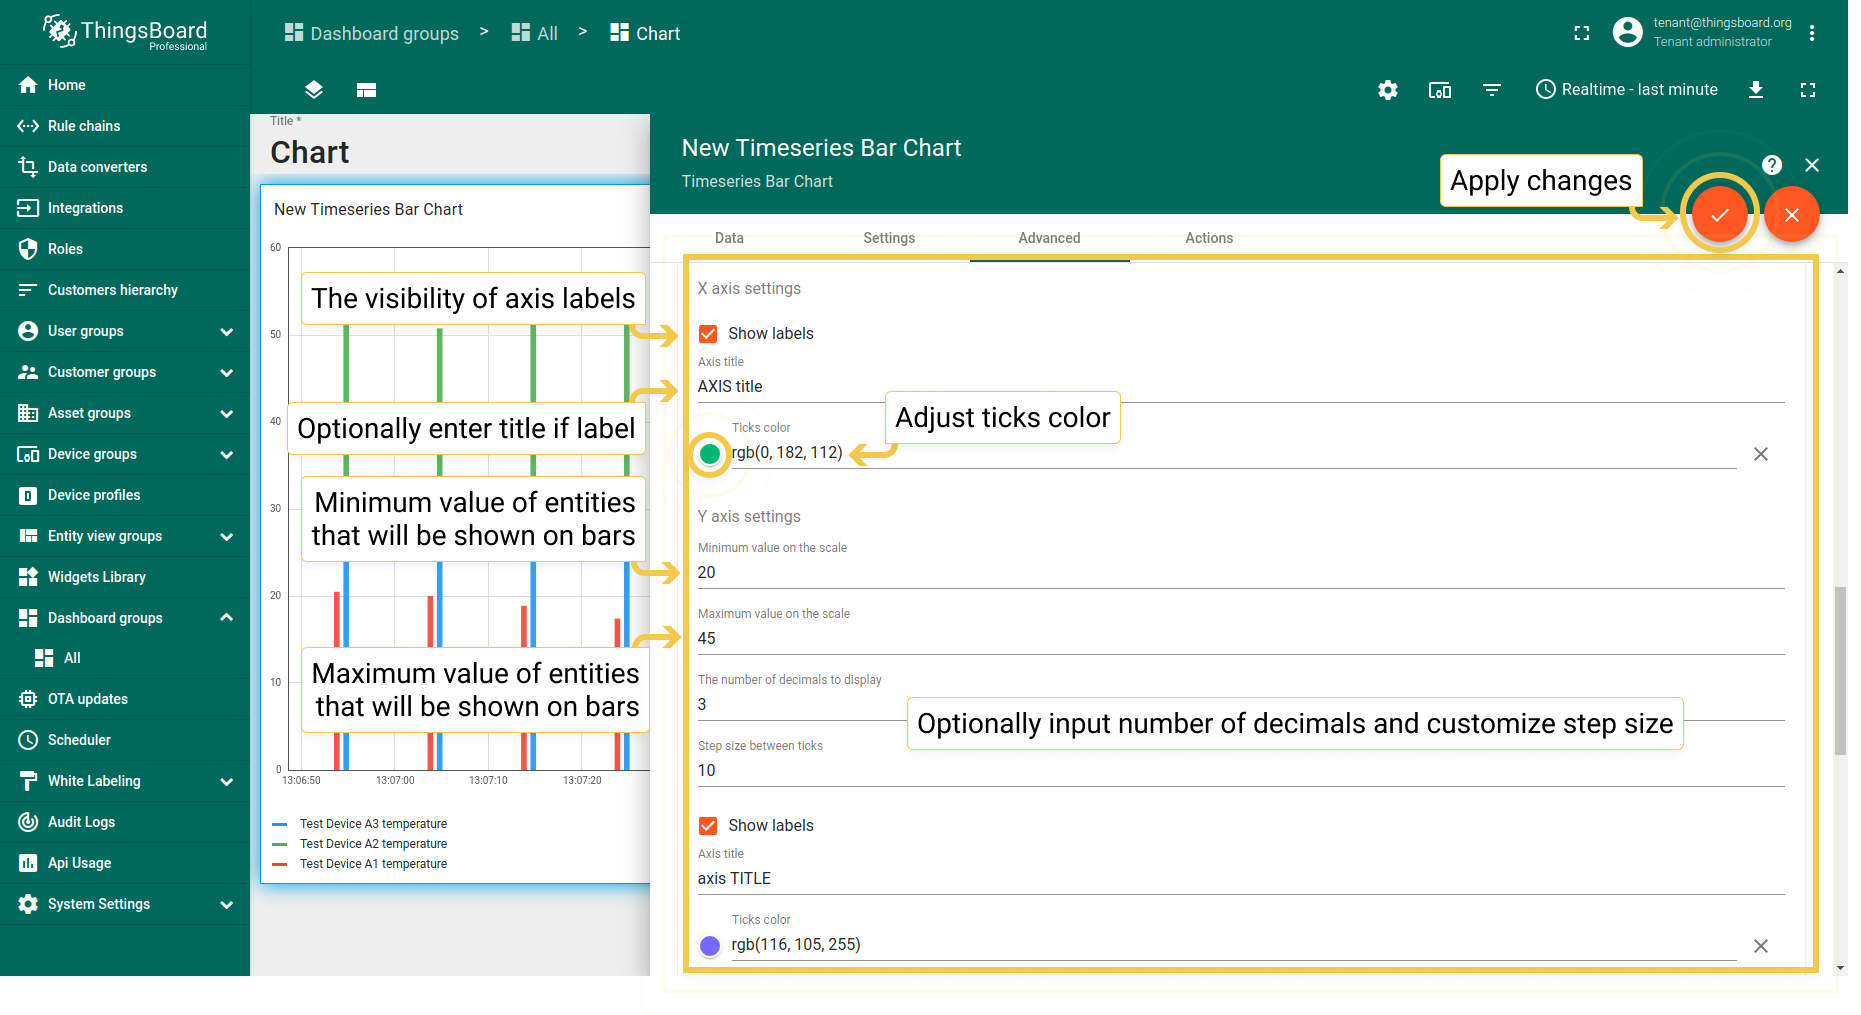 ThingsBoard
Professional
Dashboard groups > All > Chart
tenant@thingsboard.org
Tenant administrator
Realtime - last minute
Home
Rule chains
Data converters
Integrations
Roles
Customers hierarchy
User groups
Customer groups
Asset groups
Device groups
Device profiles
Entity view groups
Widgets Library
Dashboard groups
All
OTA updates
Scheduler
White Labeling
Audit Logs
Api Usage
System Settings
Title *
Chart
New Timeseries Bar Chart
60
50
40
30
20
10
0
13:06:50
13:07:00
13:07:10
13:07:20
Test Device A3 temperature
Test Device A2 temperature
Test Device A1 temperature
The visibility of axis labels
Optionally enter title if label
Minimum value of entities
that will be shown on bars
Maximum value of entities
that will be shown on bars
New Timeseries Bar Chart
Timeseries Bar Chart
Apply changes
Data
Settings
Advanced
Actions
X axis settings
Show labels
Axis title
AXIS title
Adjust ticks color
Ticks color
rgb(0, 182, 112)
Y axis settings
Minimum value on the scale
20
Maximum value on the scale
45
The number of decimals to display
3
Optionally input number of decimals and customize step size
Step size between ticks
10
Show labels
Axis title
axis TITLE
Ticks color
rgb(116, 105, 255)